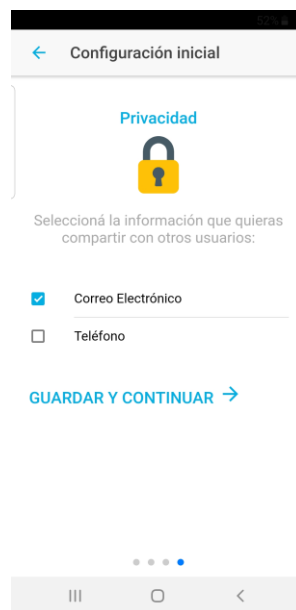 52%
Configuración inicial
Privacidad
Seleccioná la información que quieras
compartir con otros usuarios:
Correo Electrónico
Teléfono
GUARDAR Y CONTINUAR